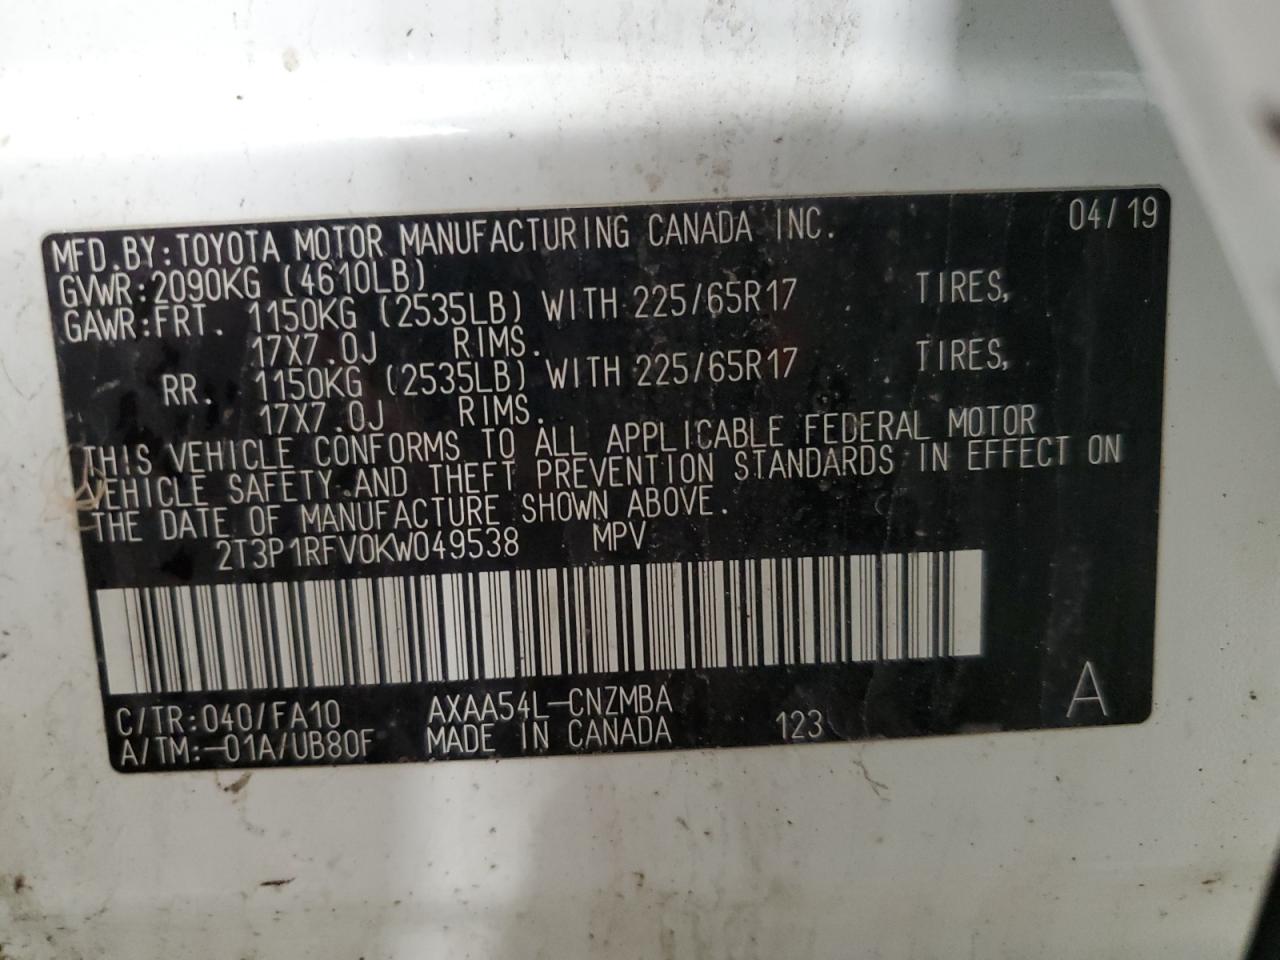 MFD.BY:TOYOTA MOTOR MANUFACTURING CANADA INC. 04/19
GVWR:2090KG (4610LB)
GAWR:FRT. 1150KG (2535LB) WITH 225/65R17 TIRES,
17X7.0J RIMS.
RR. 1150KG (2535LB) WITH 225/65R17 TIRES,
17X7.0J RIMS.
THIS VEHICLE CONFORMS TO ALL APPLICABLE FEDERAL MOTOR
VEHICLE SAFETY AND THEFT PREVENTION STANDARDS IN EFFECT ON
THE DATE OF MANUFACTURE SHOWN ABOVE.
2T3P1RFV0KW049538 MPV
C/TR:040/FA10 AXAA54L-CNZMBA
A/TM:-01A/UB80F MADE IN CANADA 123 A